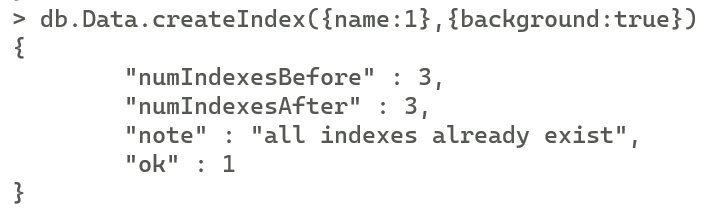 > db.Data.createIndex({name:1},{background:true})
{
        "numIndexesBefore" : 3,
        "numIndexesAfter" : 3,
        "note" : "all indexes already exist",
        "ok" : 1
}